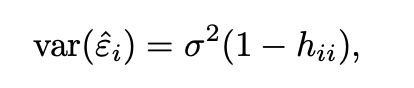 var(ε̂ᵢ) = σ²(1 − hᵢᵢ),